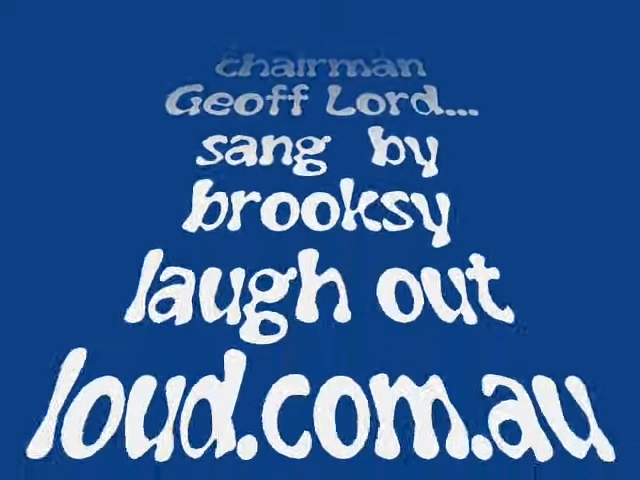 chairman
Geoff Lord...
sang by
brooksy
laugh out
loud.com.au